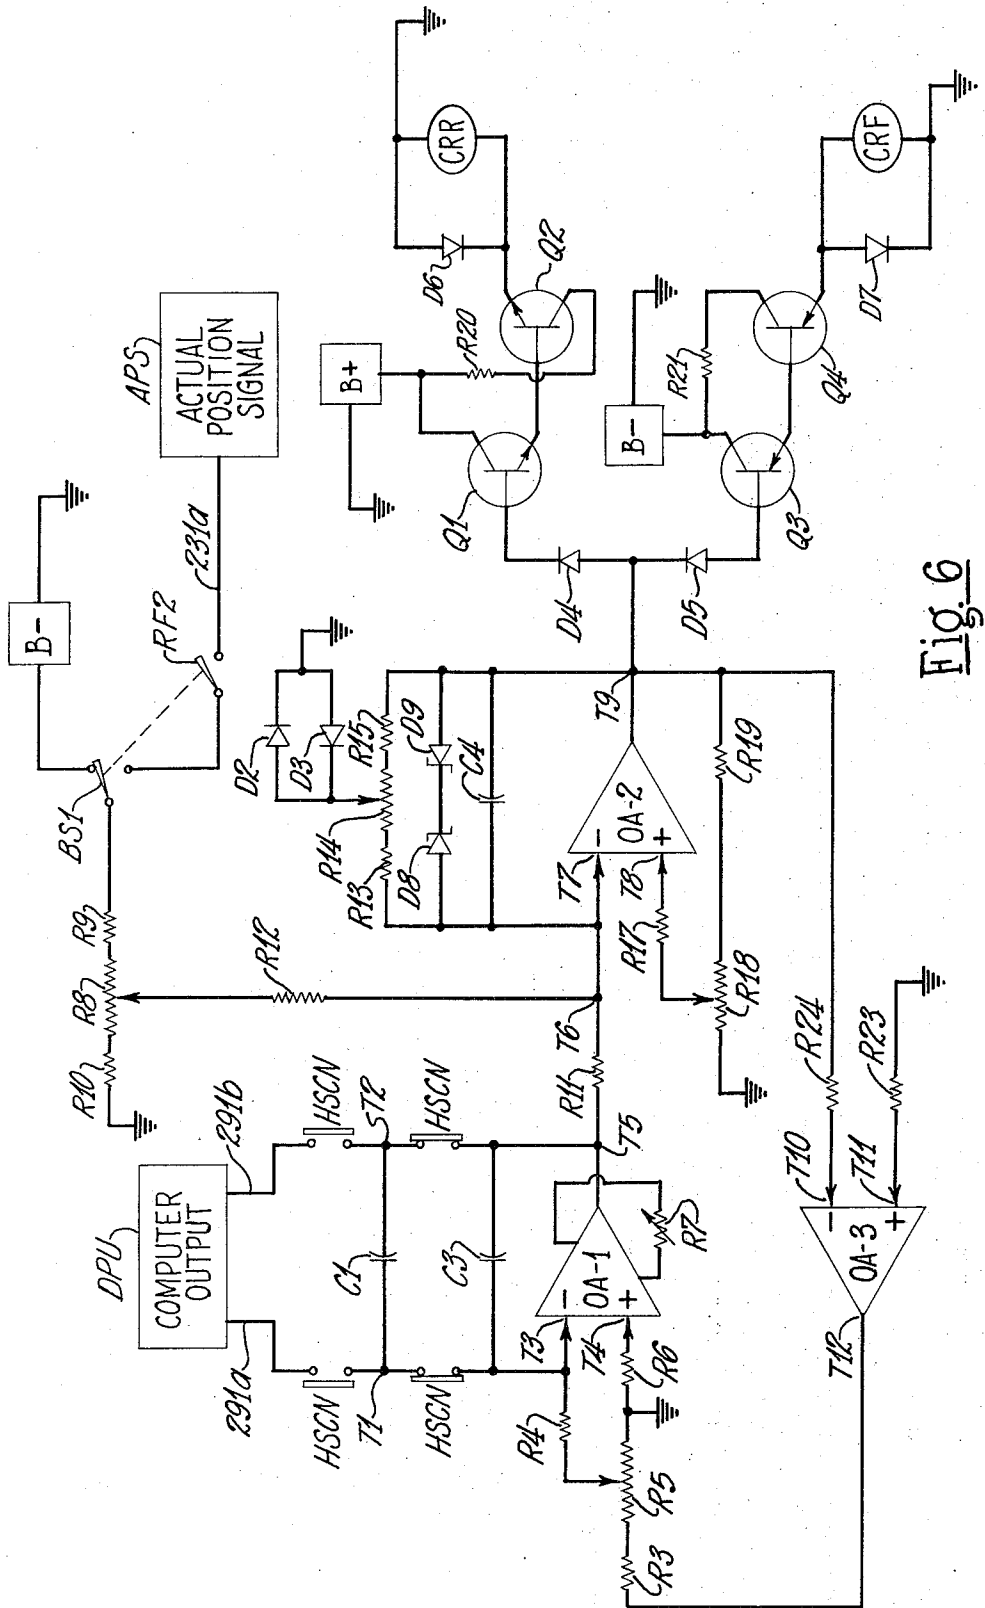 DPU
COMPUTER
OUTPUT
291a
291b
HSCN
HSCN
HSCN
HSCN
T1
ST2
C1
C3
R10
R8
R9
BS1
B-
RF2
231a
APS
ACTUAL
POSITION
SIGNAL
R12
R4
T3
T4
OA-1
-
+
R6
R5
R3
R7
T5
R11
T6
D2
D3
R13
R14
R15
D8
D9
C4
T7
T8
-
+
OA-2
R17
R18
R19
T9
D4
D5
B+
Q1
Q2
R20
D6
CRR
B-
R21
Q3
Q4
D7
CRF
T12
OA-3
-
+
T10
T11
R24
R23
Fig. 6